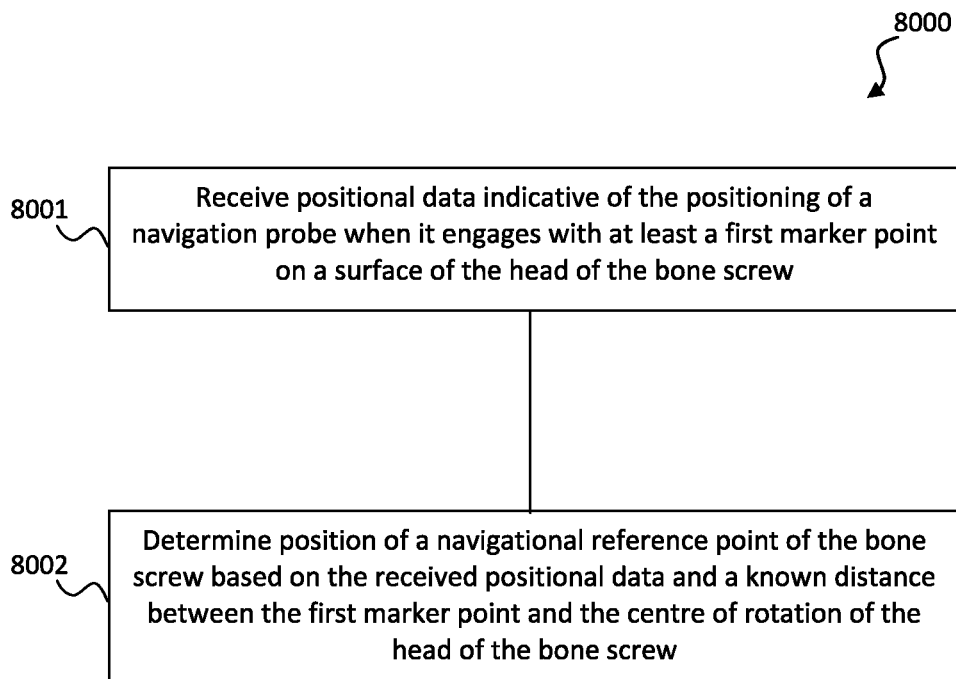 8000
8001
Receive positional data indicative of the positioning of a
navigation probe when it engages with at least a first marker point
on a surface of the head of the bone screw
8002
Determine position of a navigational reference point of the bone
screw based on the received positional data and a known distance
between the first marker point and the centre of rotation of the
head of the bone screw